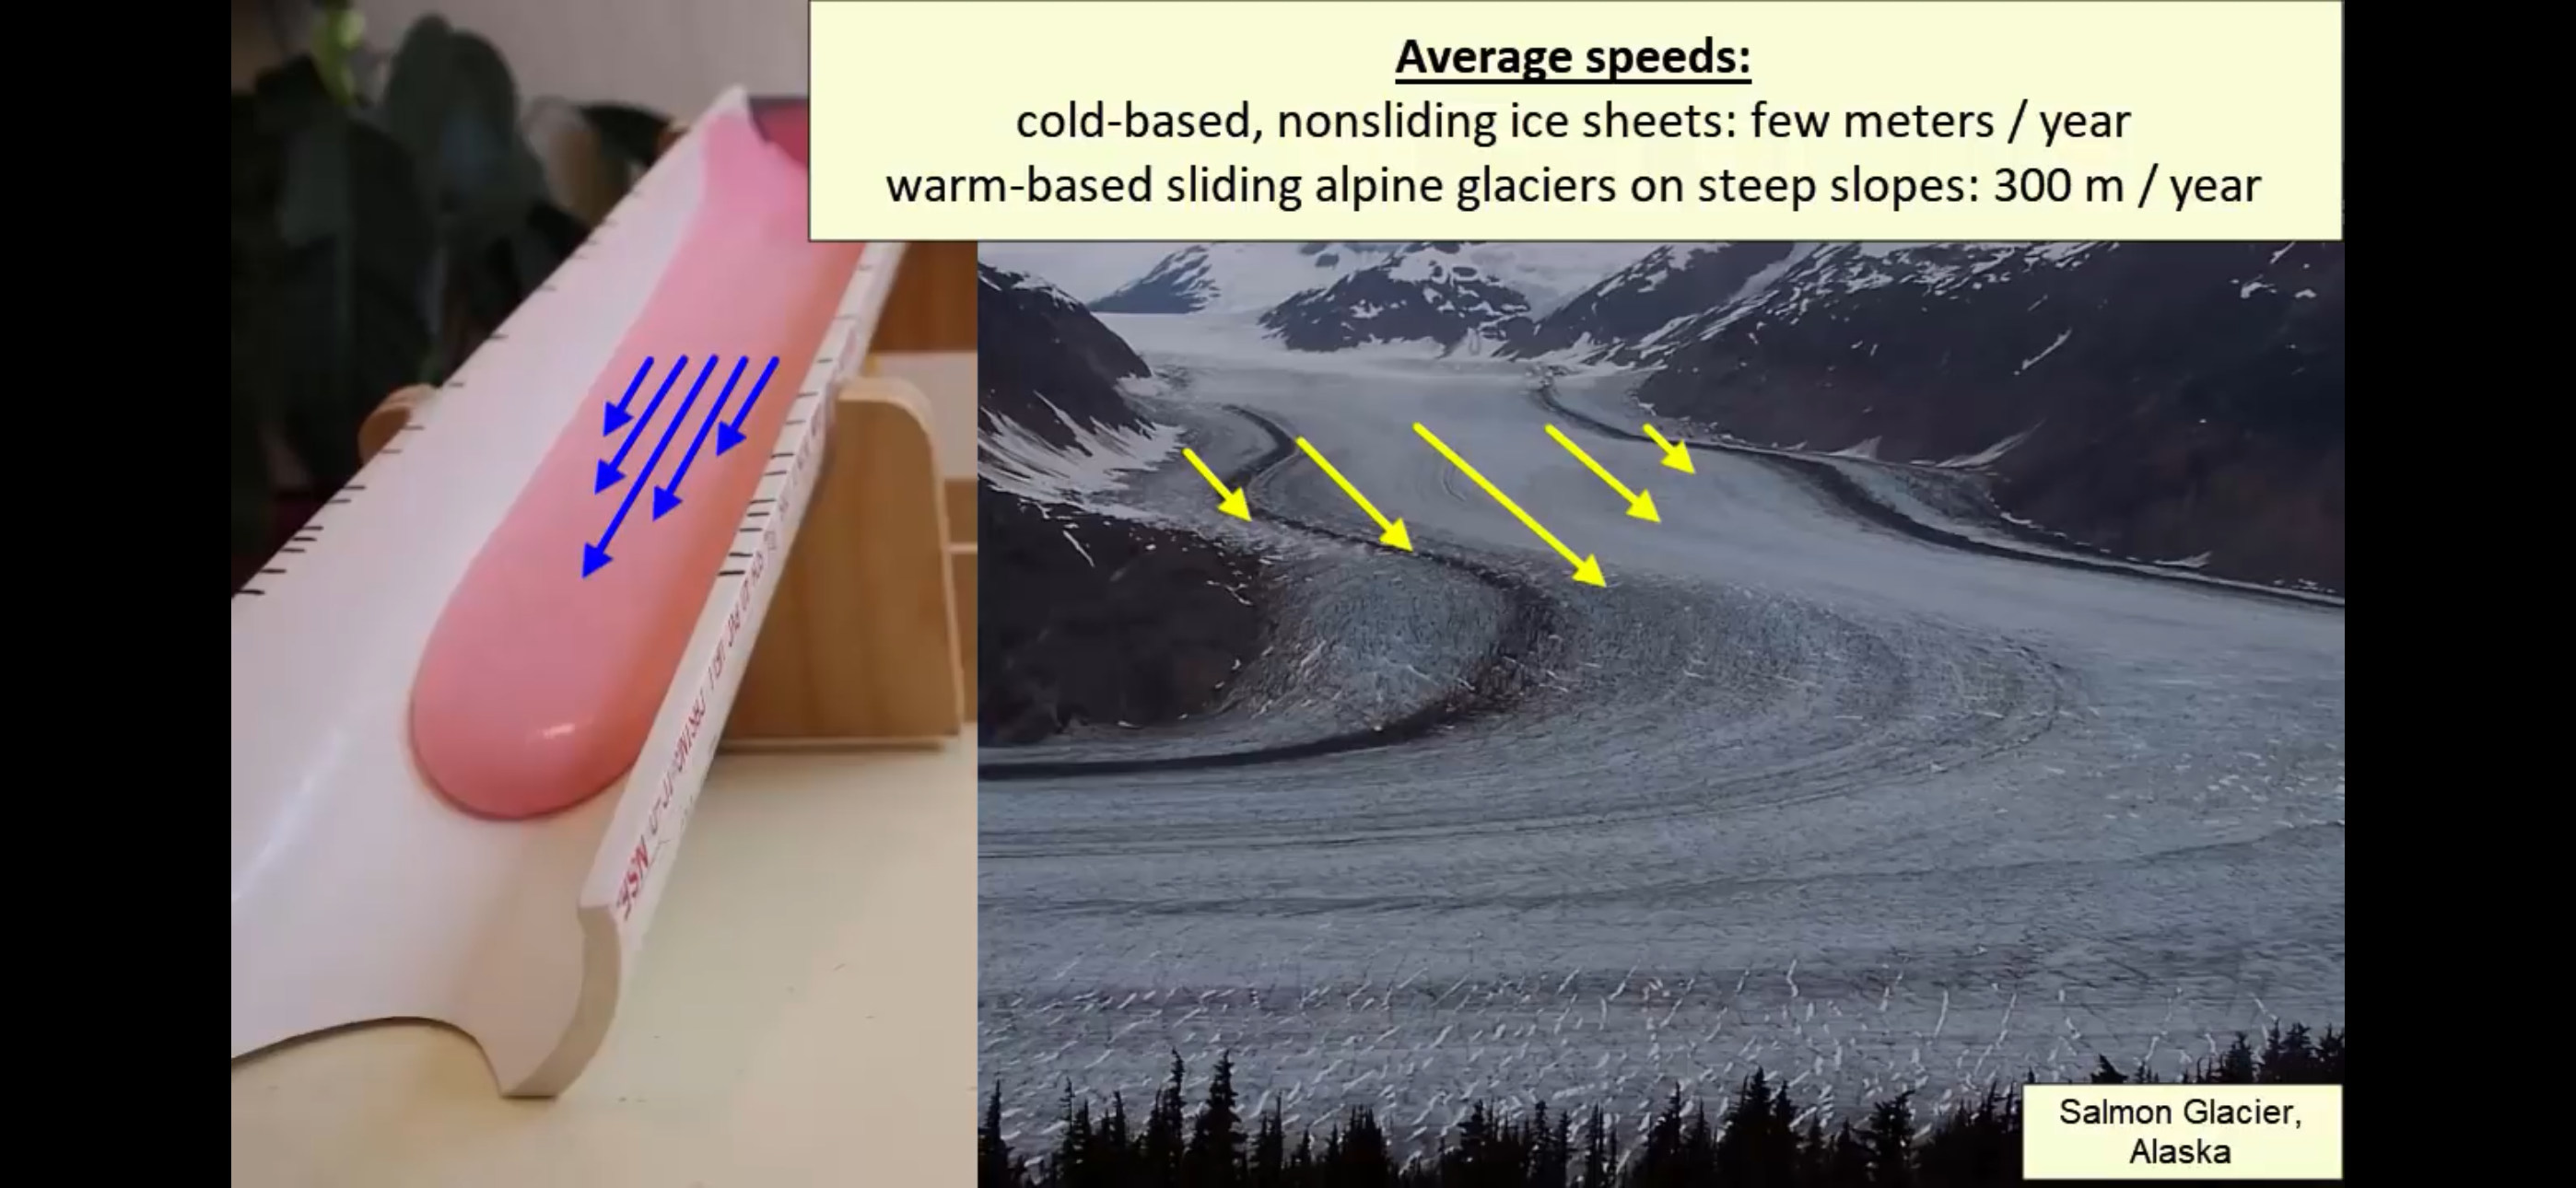 Average speeds:
cold-based, nonsliding ice sheets: few meters / year
warm-based sliding alpine glaciers on steep slopes: 300 m / year
Salmon Glacier,
Alaska